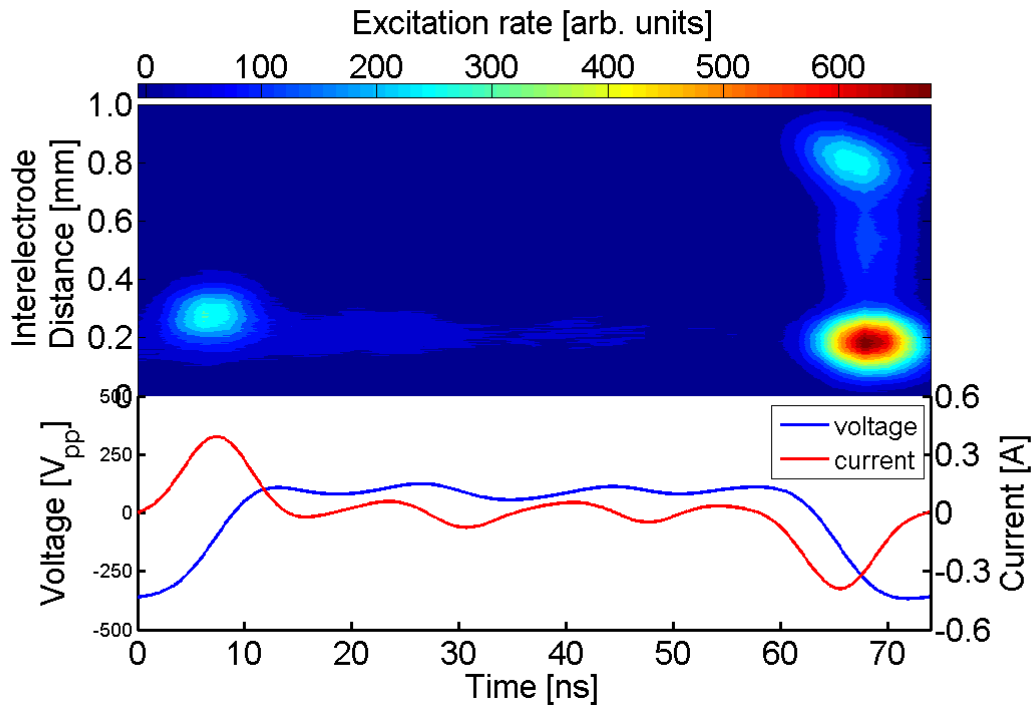 Excitation rate [arb. units]
0 100 200 300 400 500 600
Interelectrode
Distance [mm]
1.0
0.8
0.6
0.4
0.2
0
Voltage [Vpp]
500
250
0
-250
-500
voltage
current
0.6
0.3
0
-0.3
-0.6
Current [A]
0 10 20 30 40 50 60 70
Time [ns]